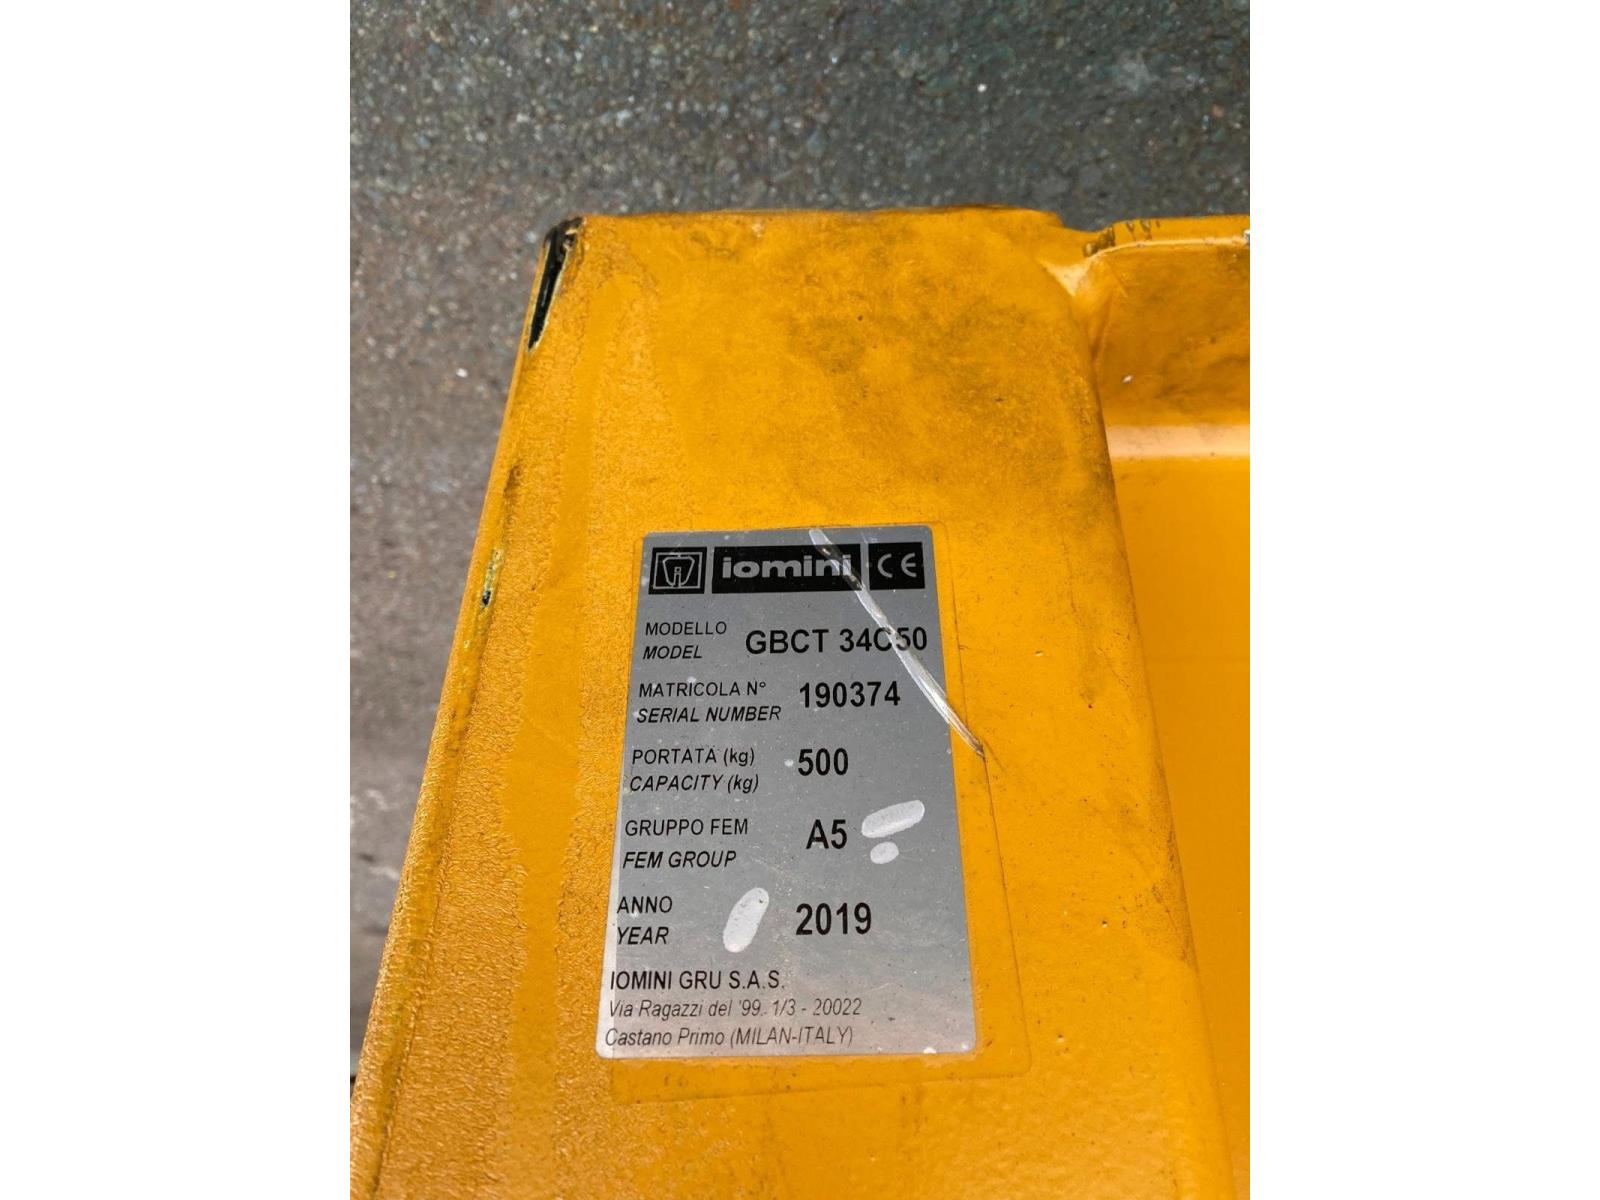 iomini CE
MODELLO
MODEL
GBCT 34C50
MATRICOLA N°
SERIAL NUMBER
190374
PORTATA (kg)
CAPACITY (kg)
500
GRUPPO FEM
FEM GROUP
A5
ANNO
YEAR
2019
IOMINI GRU S.A.S.
Via Ragazzi del '99, 1/3 - 20022
Castano Primo (MILAN-ITALY)